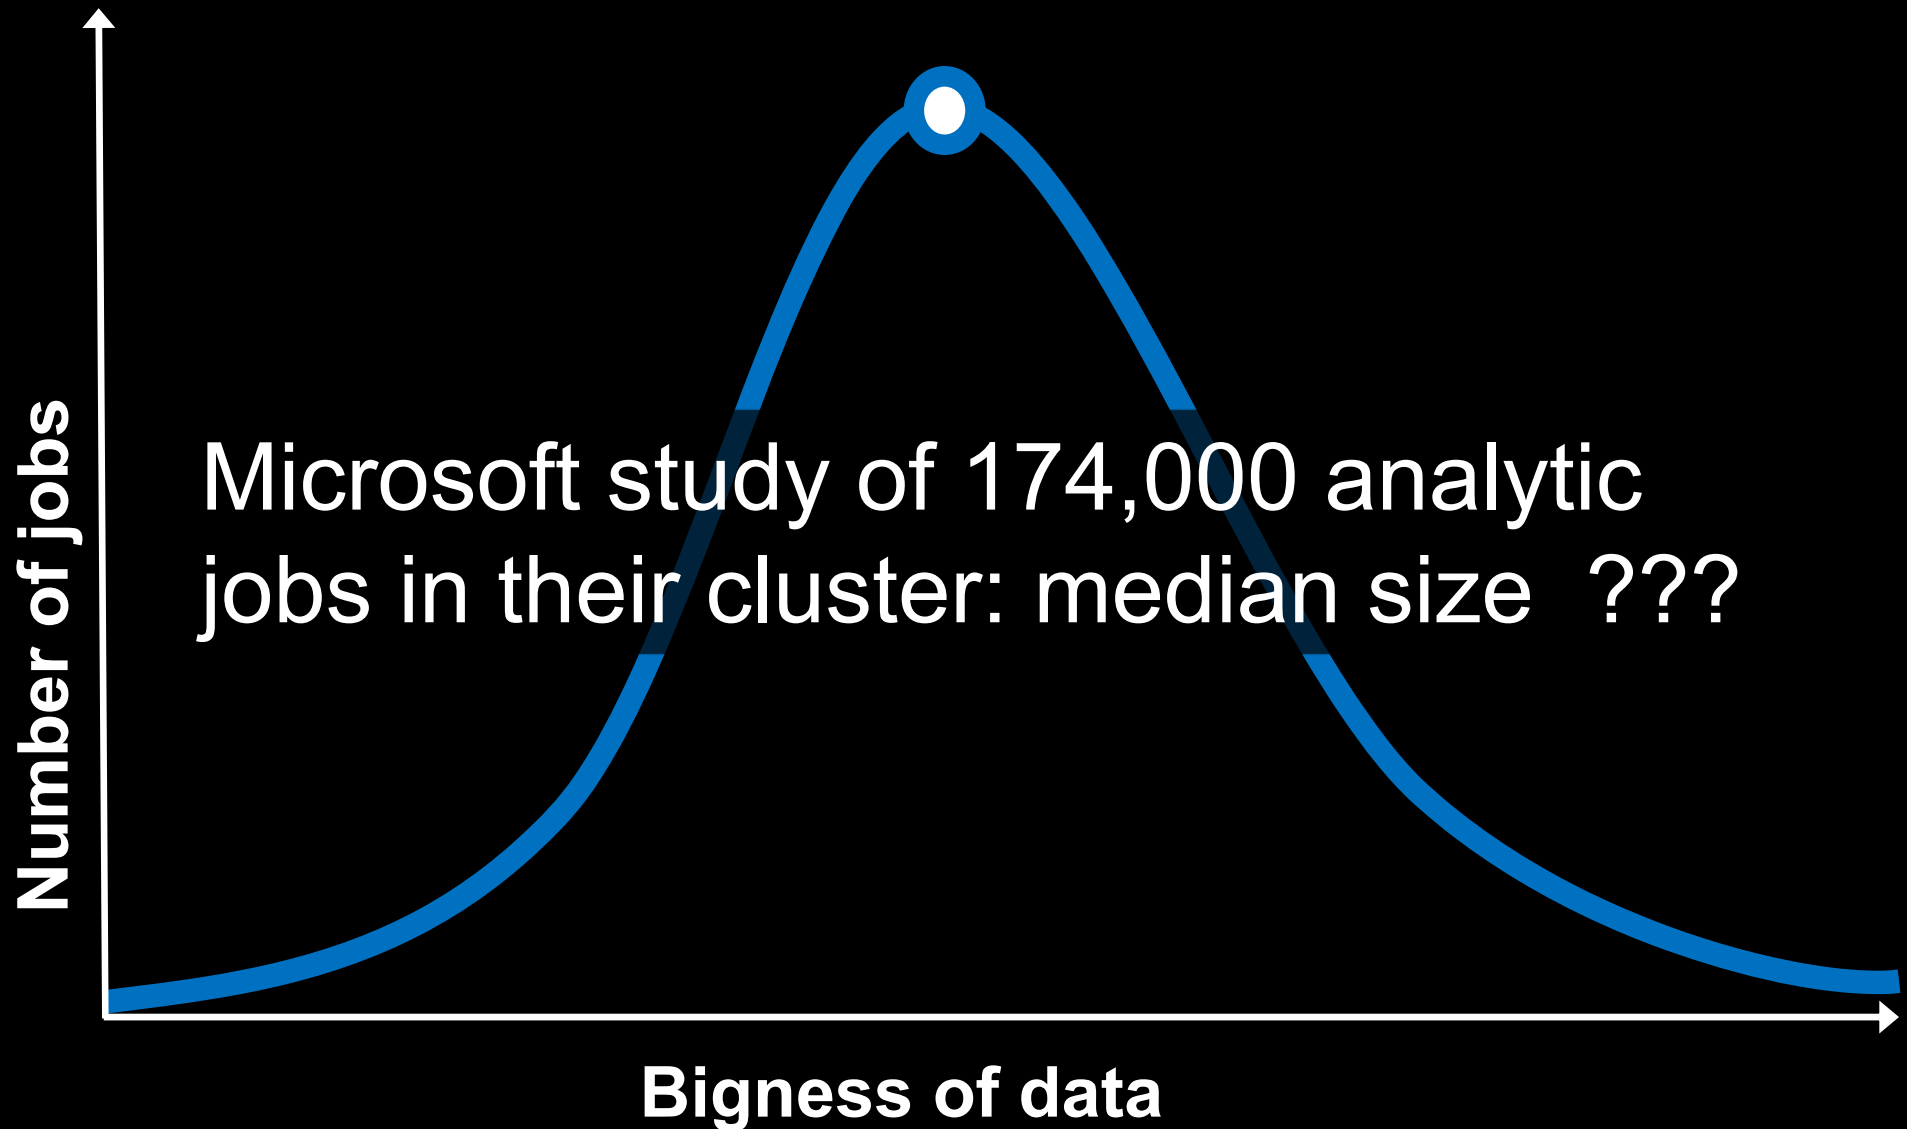 Number of jobs
Microsoft study of 174,000 analytic
jobs in their cluster: median size ???
Bigness of data